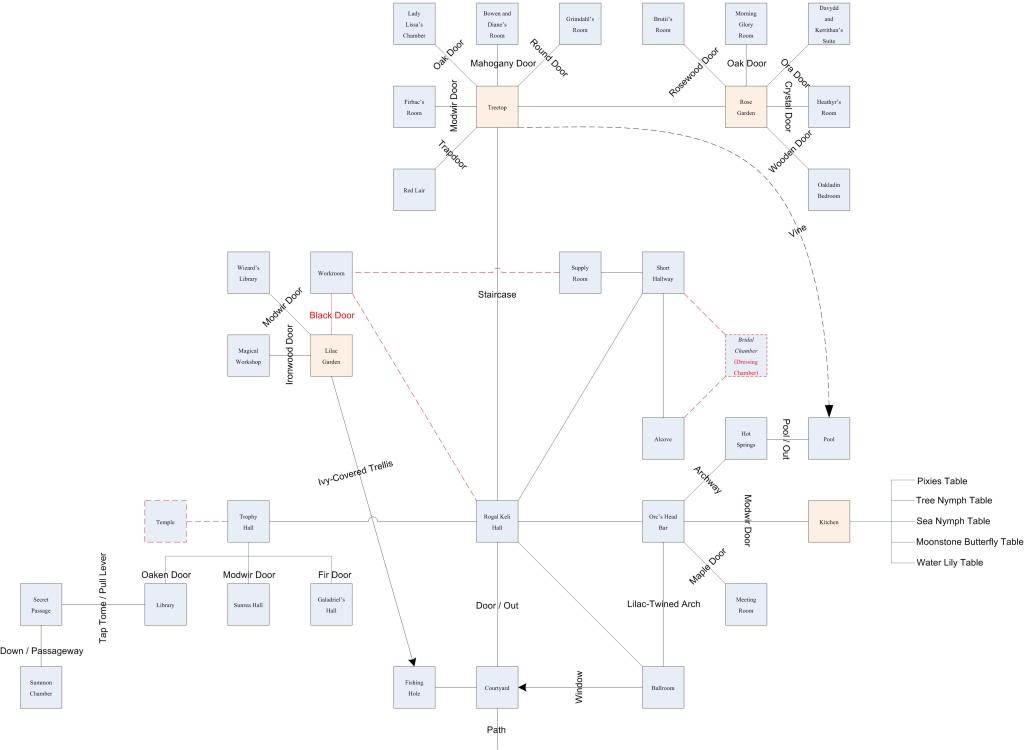 Lady
Lissa's
Chamber
Bowen and
Diane's
Room
Grimdahl's
Room
Brutii's
Room
Morning
Glory
Room
Davydd
and
Kerrithan's
Suite
Oak Door
Mahogany Door
Round Door
Rosewood Door
Oak Door
Ora Door
Firbac's
Room
Modwir Door
Treetop
Rose
Garden
Crystal Door
Heathyr's
Room
Trapdoor
Wooden Door
Red Lair
Oakladin
Bedroom
Vine
Wizard's
Library
Workroom
Supply
Room
Short
Hallway
Staircase
Modwir Door
Black Door
Magical
Workshop
Ironwood Door
Lilac
Garden
Bridal
Chamber
(Dressing
Chamber)
Alcove
Hot
Springs
Pool / Out
Pool
Ivy-Covered Trellis
Archway
Temple
Trophy
Hall
Rogal Keli
Hall
Orc's Head
Bar
Modwir Door
Kitchen
Pixies Table
Tree Nymph Table
Sea Nymph Table
Moonstone Butterfly Table
Water Lily Table
Oaken Door
Modwir Door
Fir Door
Maple Door
Secret
Passage
Tap Tome / Pull Lever
Library
Sunrea Hall
Galadriel's
Hall
Door / Out
Lilac-Twined Arch
Meeting
Room
Down / Passageway
Summon
Chamber
Fishing
Hole
Courtyard
Window
Ballroom
Path